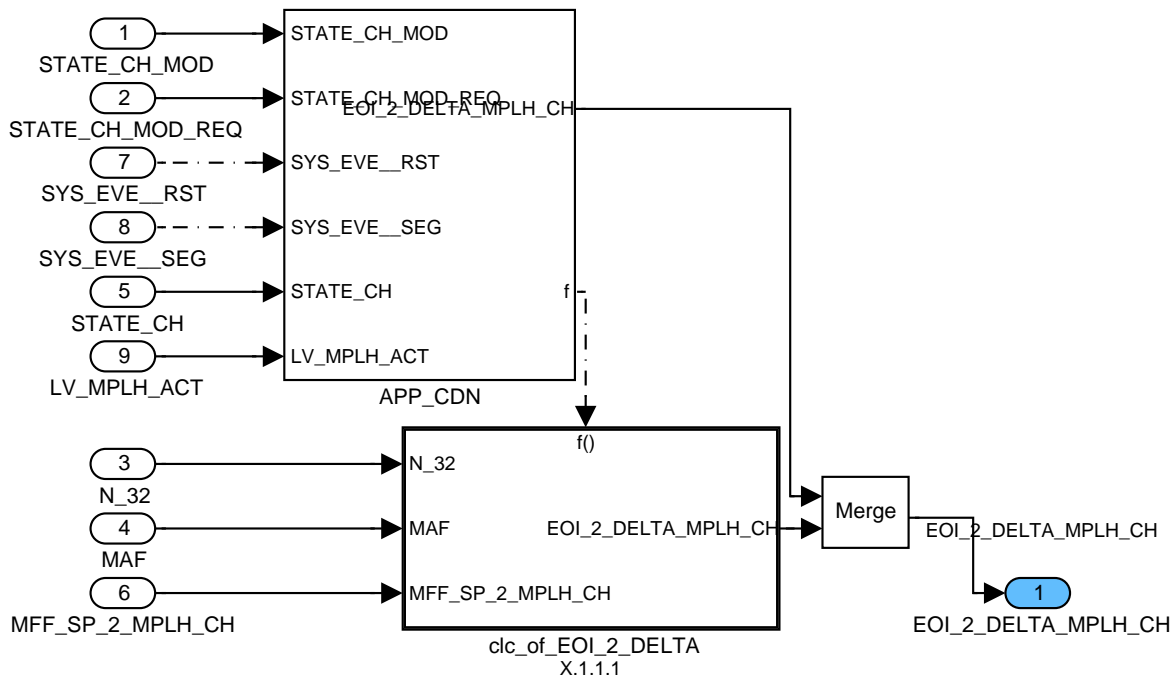 1
STATE_CH_MOD
STATE_CH_MOD
2
STATE_CH_MOD_REQ
STATE_CH_MOD_REQ
EOI_2_DELTA_MPLH_CH
7
SYS_EVE__RST
SYS_EVE__RST
8
SYS_EVE__SEG
SYS_EVE__SEG
5
STATE_CH
STATE_CH
f
9
LV_MPLH_ACT
LV_MPLH_ACT
APP_CDN
f()
3
N_32
N_32
4
MAF
MAF
EOI_2_DELTA_MPLH_CH
Merge
EOI_2_DELTA_MPLH_CH
6
MFF_SP_2_MPLH_CH
MFF_SP_2_MPLH_CH
1
EOI_2_DELTA_MPLH_CH
clc_of_EOI_2_DELTA
X.1.1.1